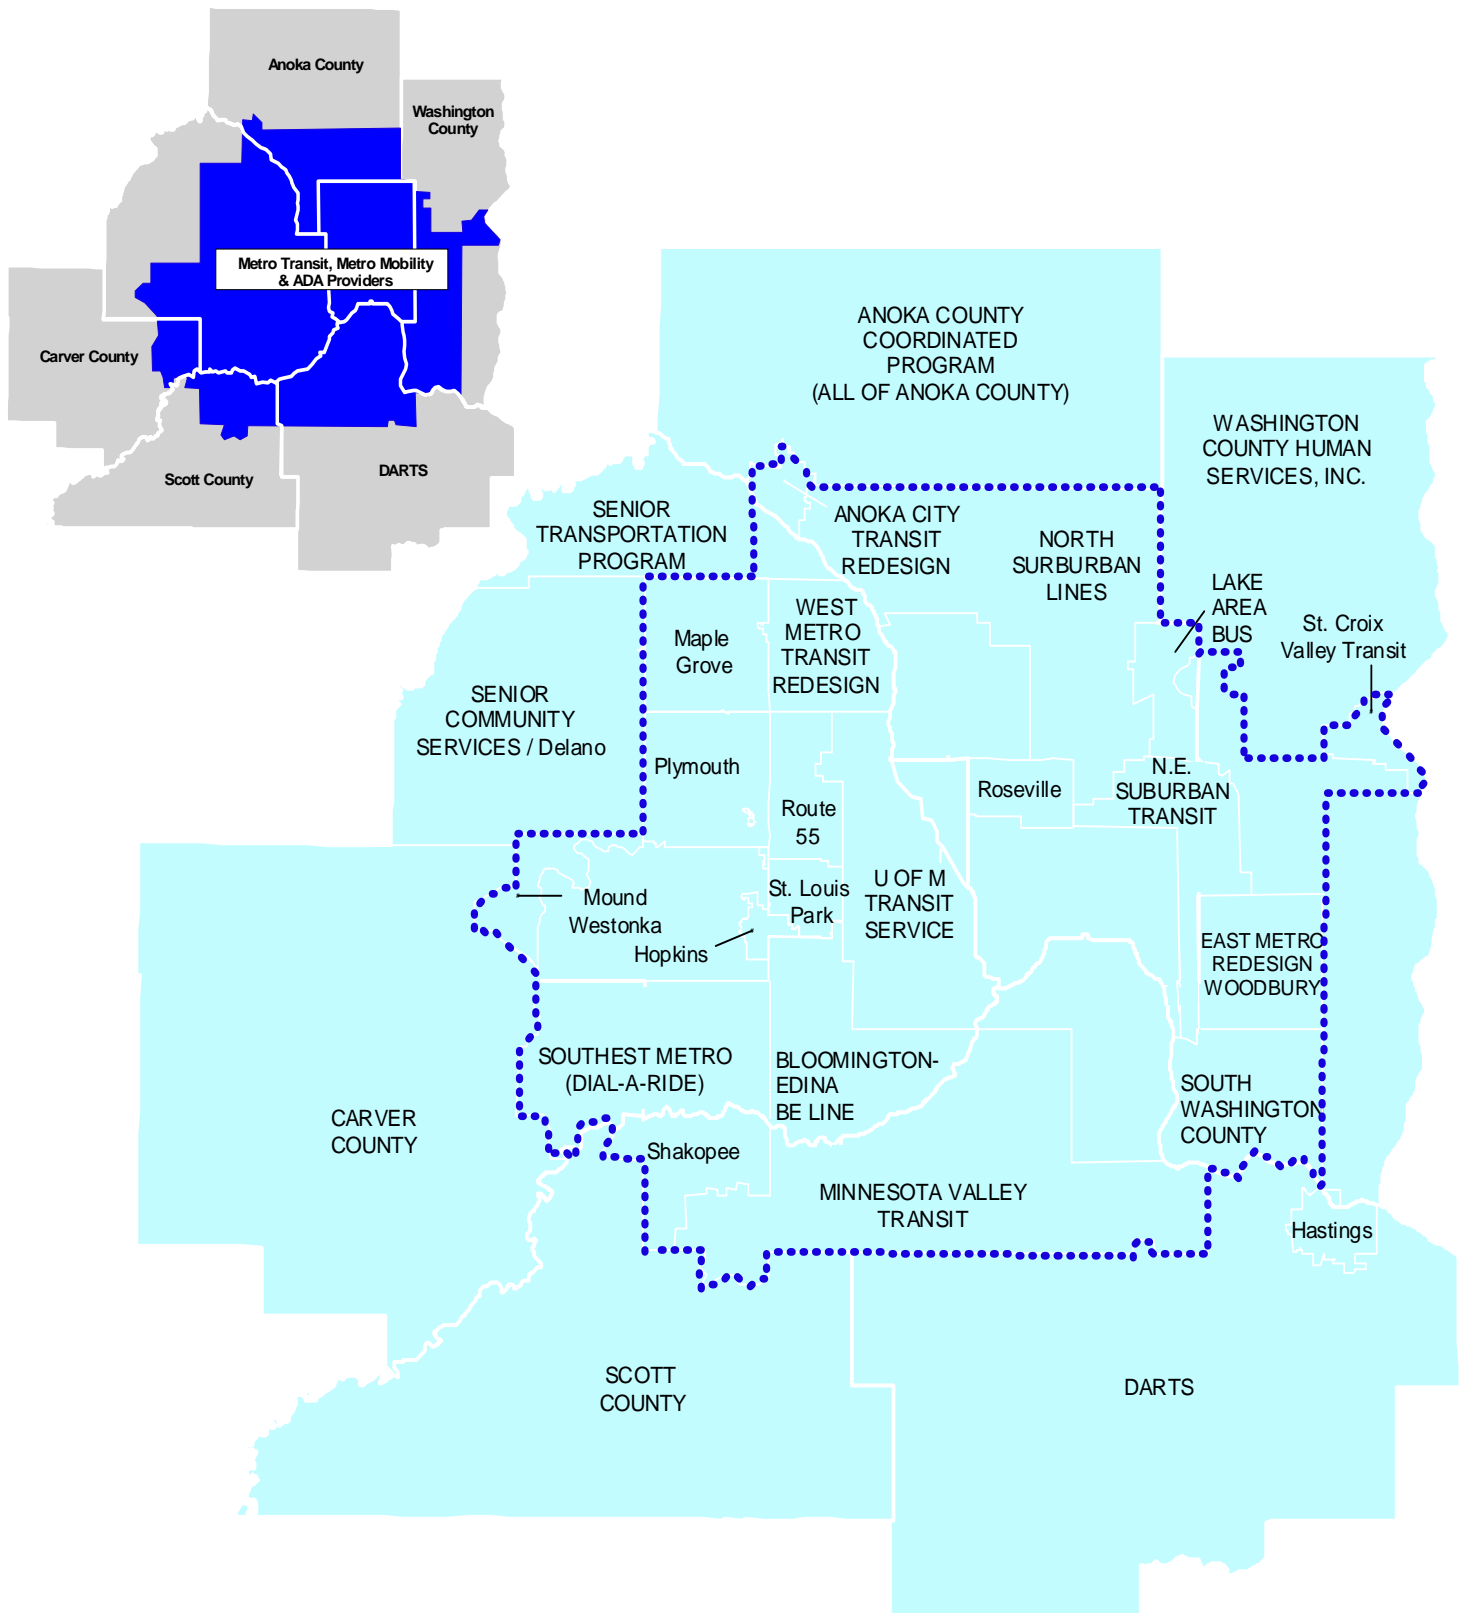 Anoka County
Washington
County
Metro Transit, Metro Mobility
& ADA Providers
Carver County
Scott County
DARTS
ANOKA COUNTY
COORDINATED
PROGRAM
(ALL OF ANOKA COUNTY)
WASHINGTON
COUNTY HUMAN
SERVICES, INC.
SENIOR
TRANSPORTATION
PROGRAM
ANOKA CITY
TRANSIT
REDESIGN
NORTH
SURBURBAN
LINES
LAKE
AREA
BUS
St. Croix
Valley Transit
WEST
METRO
TRANSIT
REDESIGN
Maple
Grove
SENIOR
COMMUNITY
SERVICES / Delano
Plymouth
Route
55
Roseville
N.E.
SUBURBAN
TRANSIT
Mound
Westonka
Hopkins
St. Louis
Park
U OF M
TRANSIT
SERVICE
EAST METRO
REDESIGN
WOODBURY
SOUTHEST METRO
(DIAL-A-RIDE)
BLOOMINGTON-
EDINA
BE LINE
SOUTH
WASHINGTON
COUNTY
CARVER
COUNTY
Shakopee
MINNESOTA VALLEY
TRANSIT
Hastings
SCOTT
COUNTY
DARTS